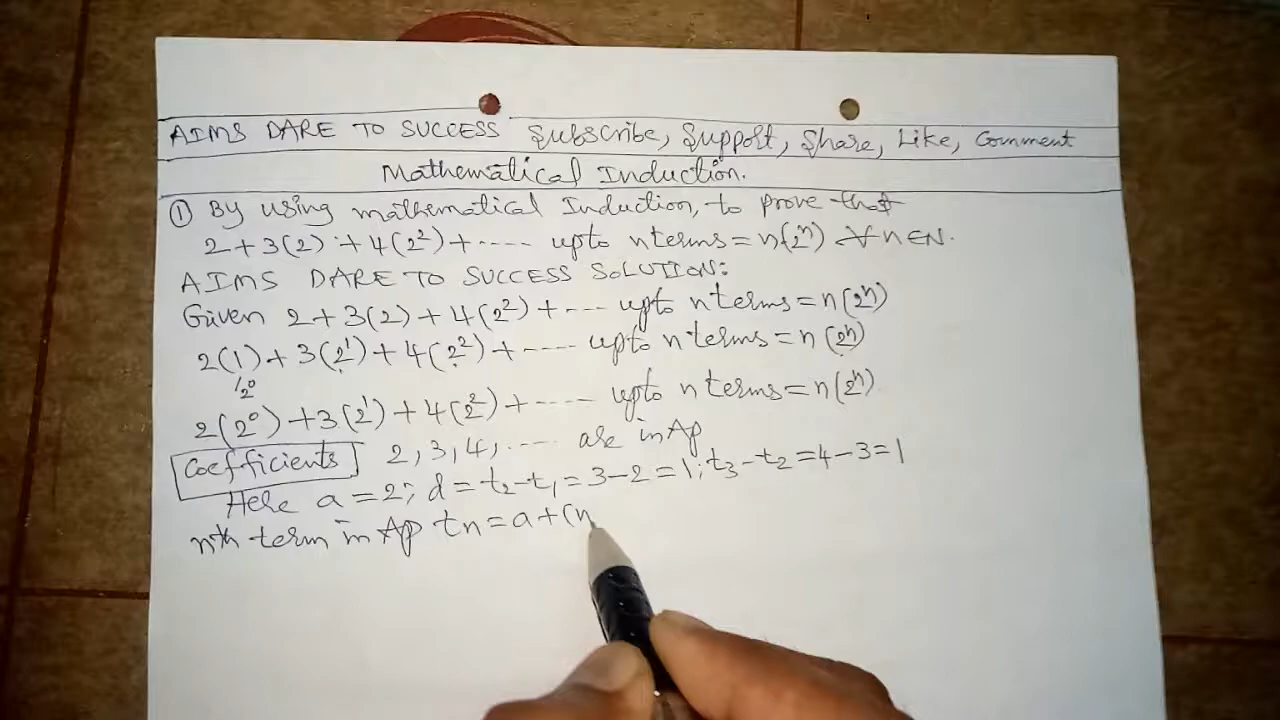 AIMS DARE TO SUCCESS Subscribe, Support, Share, Like, Comment
Mathematical Induction.
① By using mathematical Induction, to prove that
2+3(2)+4(2²)+----- upto n terms = n(2ⁿ) ∀ n∈N.
AIMS DARE TO SUCCESS SOLUTION:
Given 2+3(2)+4(2²)+---- upto n terms = n(2ⁿ)
2(1)+3(2¹)+4(2²)+----- upto n terms = n(2ⁿ)
2⁰
2(2⁰)+3(2¹)+4(2²)+----- upto n terms = n(2ⁿ)
Coefficients 2,3,4,---- are in Ap
Here a=2; d=t₂-t₁=3-2=1; t₃-t₂=4-3=1
nth term in Ap tn=a+(n